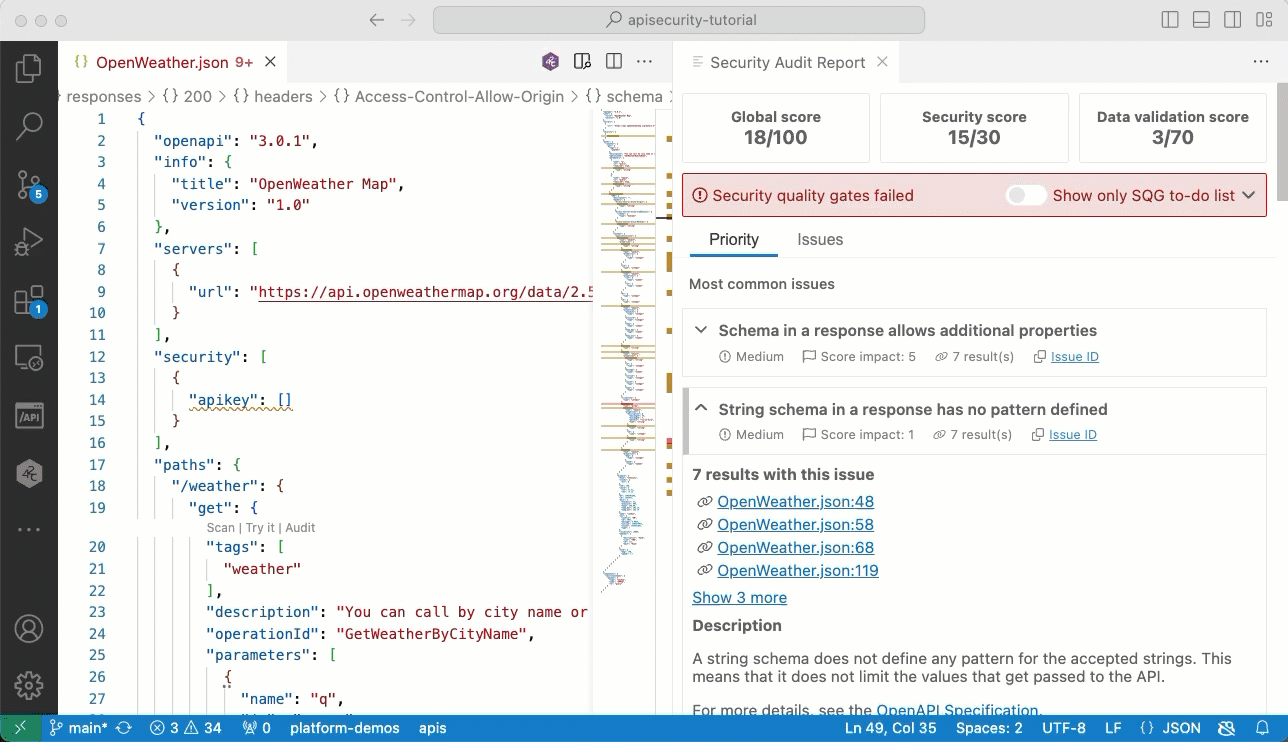 apisecurity-tutorial
{} OpenWeather.json 9+
Security Audit Report
responses > {} 200 > {} headers > {} Access-Control-Allow-Origin > {} schema
1 {
2 "openapi": "3.0.1",
3 "info": {
4 "title": "OpenWeather Map",
5 "version": "1.0"
6 },
7 "servers": [
8 {
9 "url": "https://api.openweathermap.org/data/2.5
10 }
11 ],
12 "security": [
13 {
14 "apikey": []
15 }
16 ],
17 "paths": {
18 "/weather": {
19 "get": {
Scan | Try it | Audit
20 "tags": [
21 "weather"
22 ],
23 "description": "You can call by city name or
24 "operationId": "GetWeatherByCityName",
25 "parameters": [
26 {
27 "name": "q",
Global score
18/100
Security score
15/30
Data validation score
3/70
Security quality gates failed
Show only SQG to-do list
Priority
Issues
Most common issues
Schema in a response allows additional properties
Medium
Score impact: 5
7 result(s)
Issue ID
String schema in a response has no pattern defined
Medium
Score impact: 1
7 result(s)
Issue ID
7 results with this issue
OpenWeather.json:48
OpenWeather.json:58
OpenWeather.json:68
OpenWeather.json:119
Show 3 more
Description
A string schema does not define any pattern for the accepted strings. This
means that it does not limit the values that get passed to the API.
For more details, see the OpenAPI Specification.
5
1
/API
42C
main*
3
34
0
platform-demos
apis
Ln 49, Col 35
Spaces: 2
UTF-8
LF
{} JSON